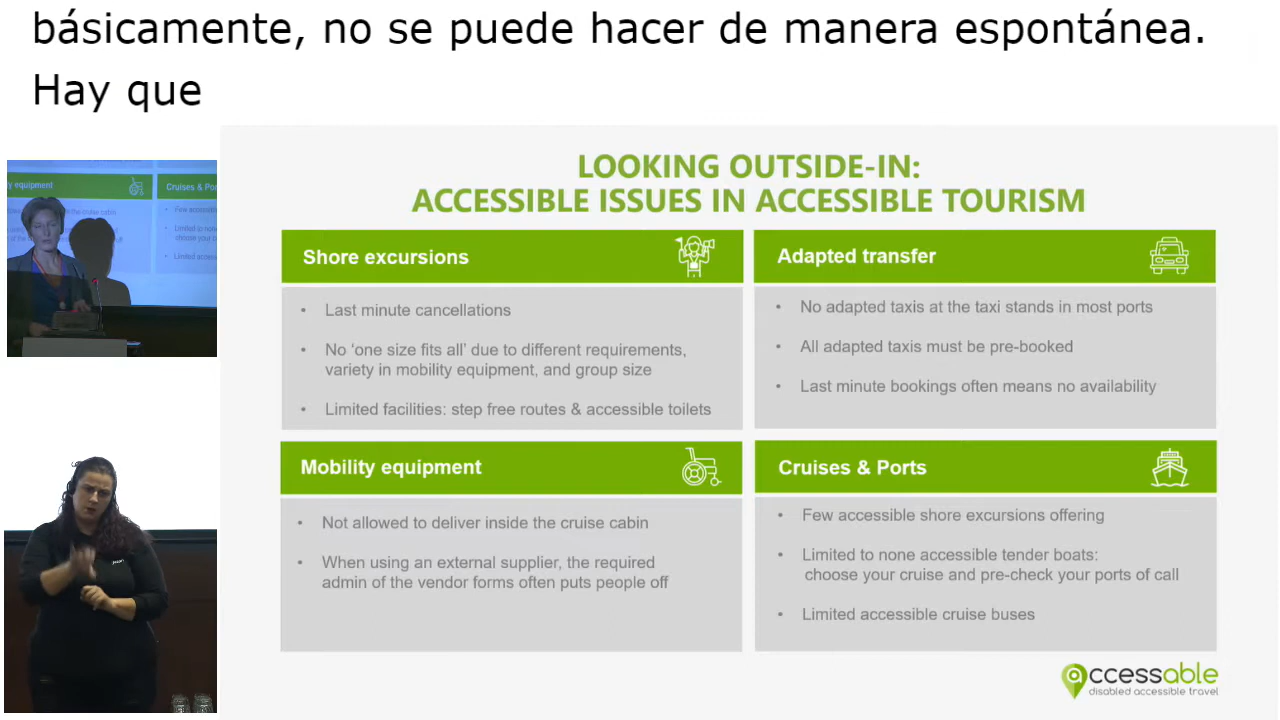 básicamente, no se puede hacer de manera espontánea.
Hay que
LOOKING OUTSIDE-IN:
ACCESSIBLE ISSUES IN ACCESSIBLE TOURISM
Shore excursions
• Last minute cancellations
• No ‘one size fits all’ due to different requirements,
variety in mobility equipment, and group size
• Limited facilities: step free routes & accessible toilets
Adapted transfer
• No adapted taxis at the taxi stands in most ports
• All adapted taxis must be pre-booked
• Last minute bookings often means no availability
Mobility equipment
• Not allowed to deliver inside the cruise cabin
• When using an external supplier, the required
admin of the vendor forms often puts people off
Cruises & Ports
• Few accessible shore excursions offering
• Limited to none accessible tender boats:
choose your cruise and pre-check your ports of call
• Limited accessible cruise buses
accessable
disabled accessible travel
equipment
Cruises & P
Few accessib